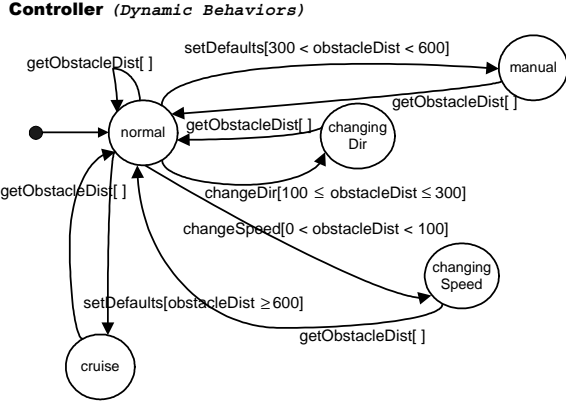 Controller (Dynamic Behaviors)
setDefaults[300 < obstacleDist < 600]
getObstacleDist[ ]
manual
getObstacleDist[ ]
normal
getObstacleDist[ ]
changing
Dir
getObstacleDist[ ]
changeDir[100 ≤ obstacleDist ≤ 300]
changeSpeed[0 < obstacleDist < 100]
changing
Speed
setDefaults[obstacleDist ≥ 600]
getObstacleDist[ ]
cruise